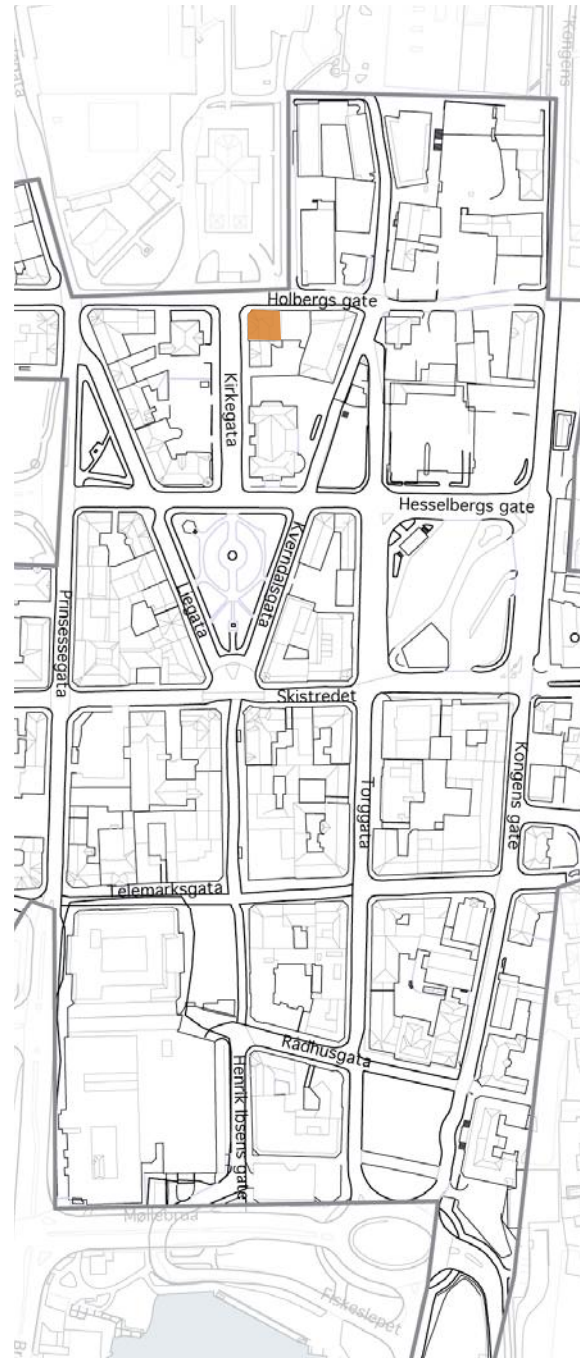 Kongens
Holbergs gate
Kirkegata
Hesselbergs gate
Kverndalsgata
Liegata
Prinsessegata
Skistredet
Torggata
Kongens gate
Telemarksgata
Rådhusgata
Henrik Ibsens gate
Møllebrua
Fiskeslepet